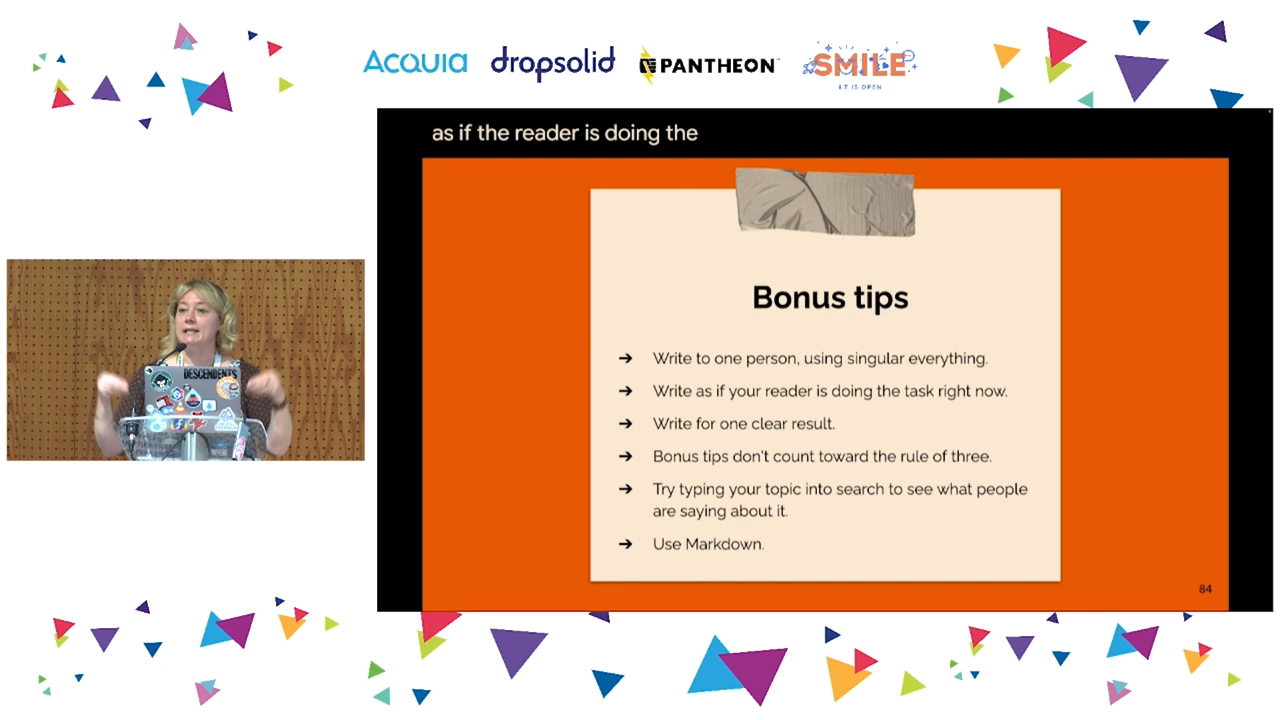 ACQUIA dropsolid PANTHEON SMILE
I.T IS OPEN
as if the reader is doing the
Bonus tips
➔ Write to one person, using singular everything.
➔ Write as if your reader is doing the task right now.
➔ Write for one clear result.
➔ Bonus tips don't count toward the rule of three.
➔ Try typing your topic into search to see what people
are saying about it.
➔ Use Markdown.
84
DESCENDENTS